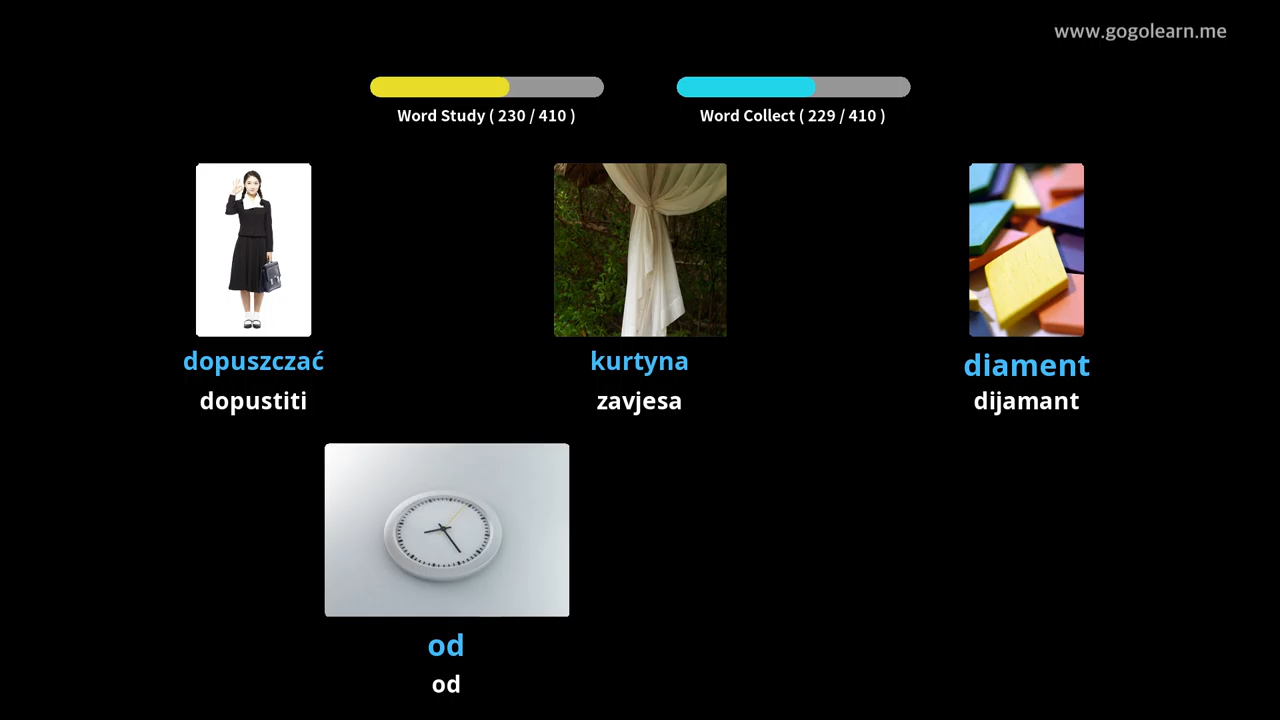 www.gogolearn.me
Word Study ( 230 / 410 )
Word Collect ( 229 / 410 )
dopuszczać
dopustiti
kurtyna
zavjesa
diament
dijamant
od
od